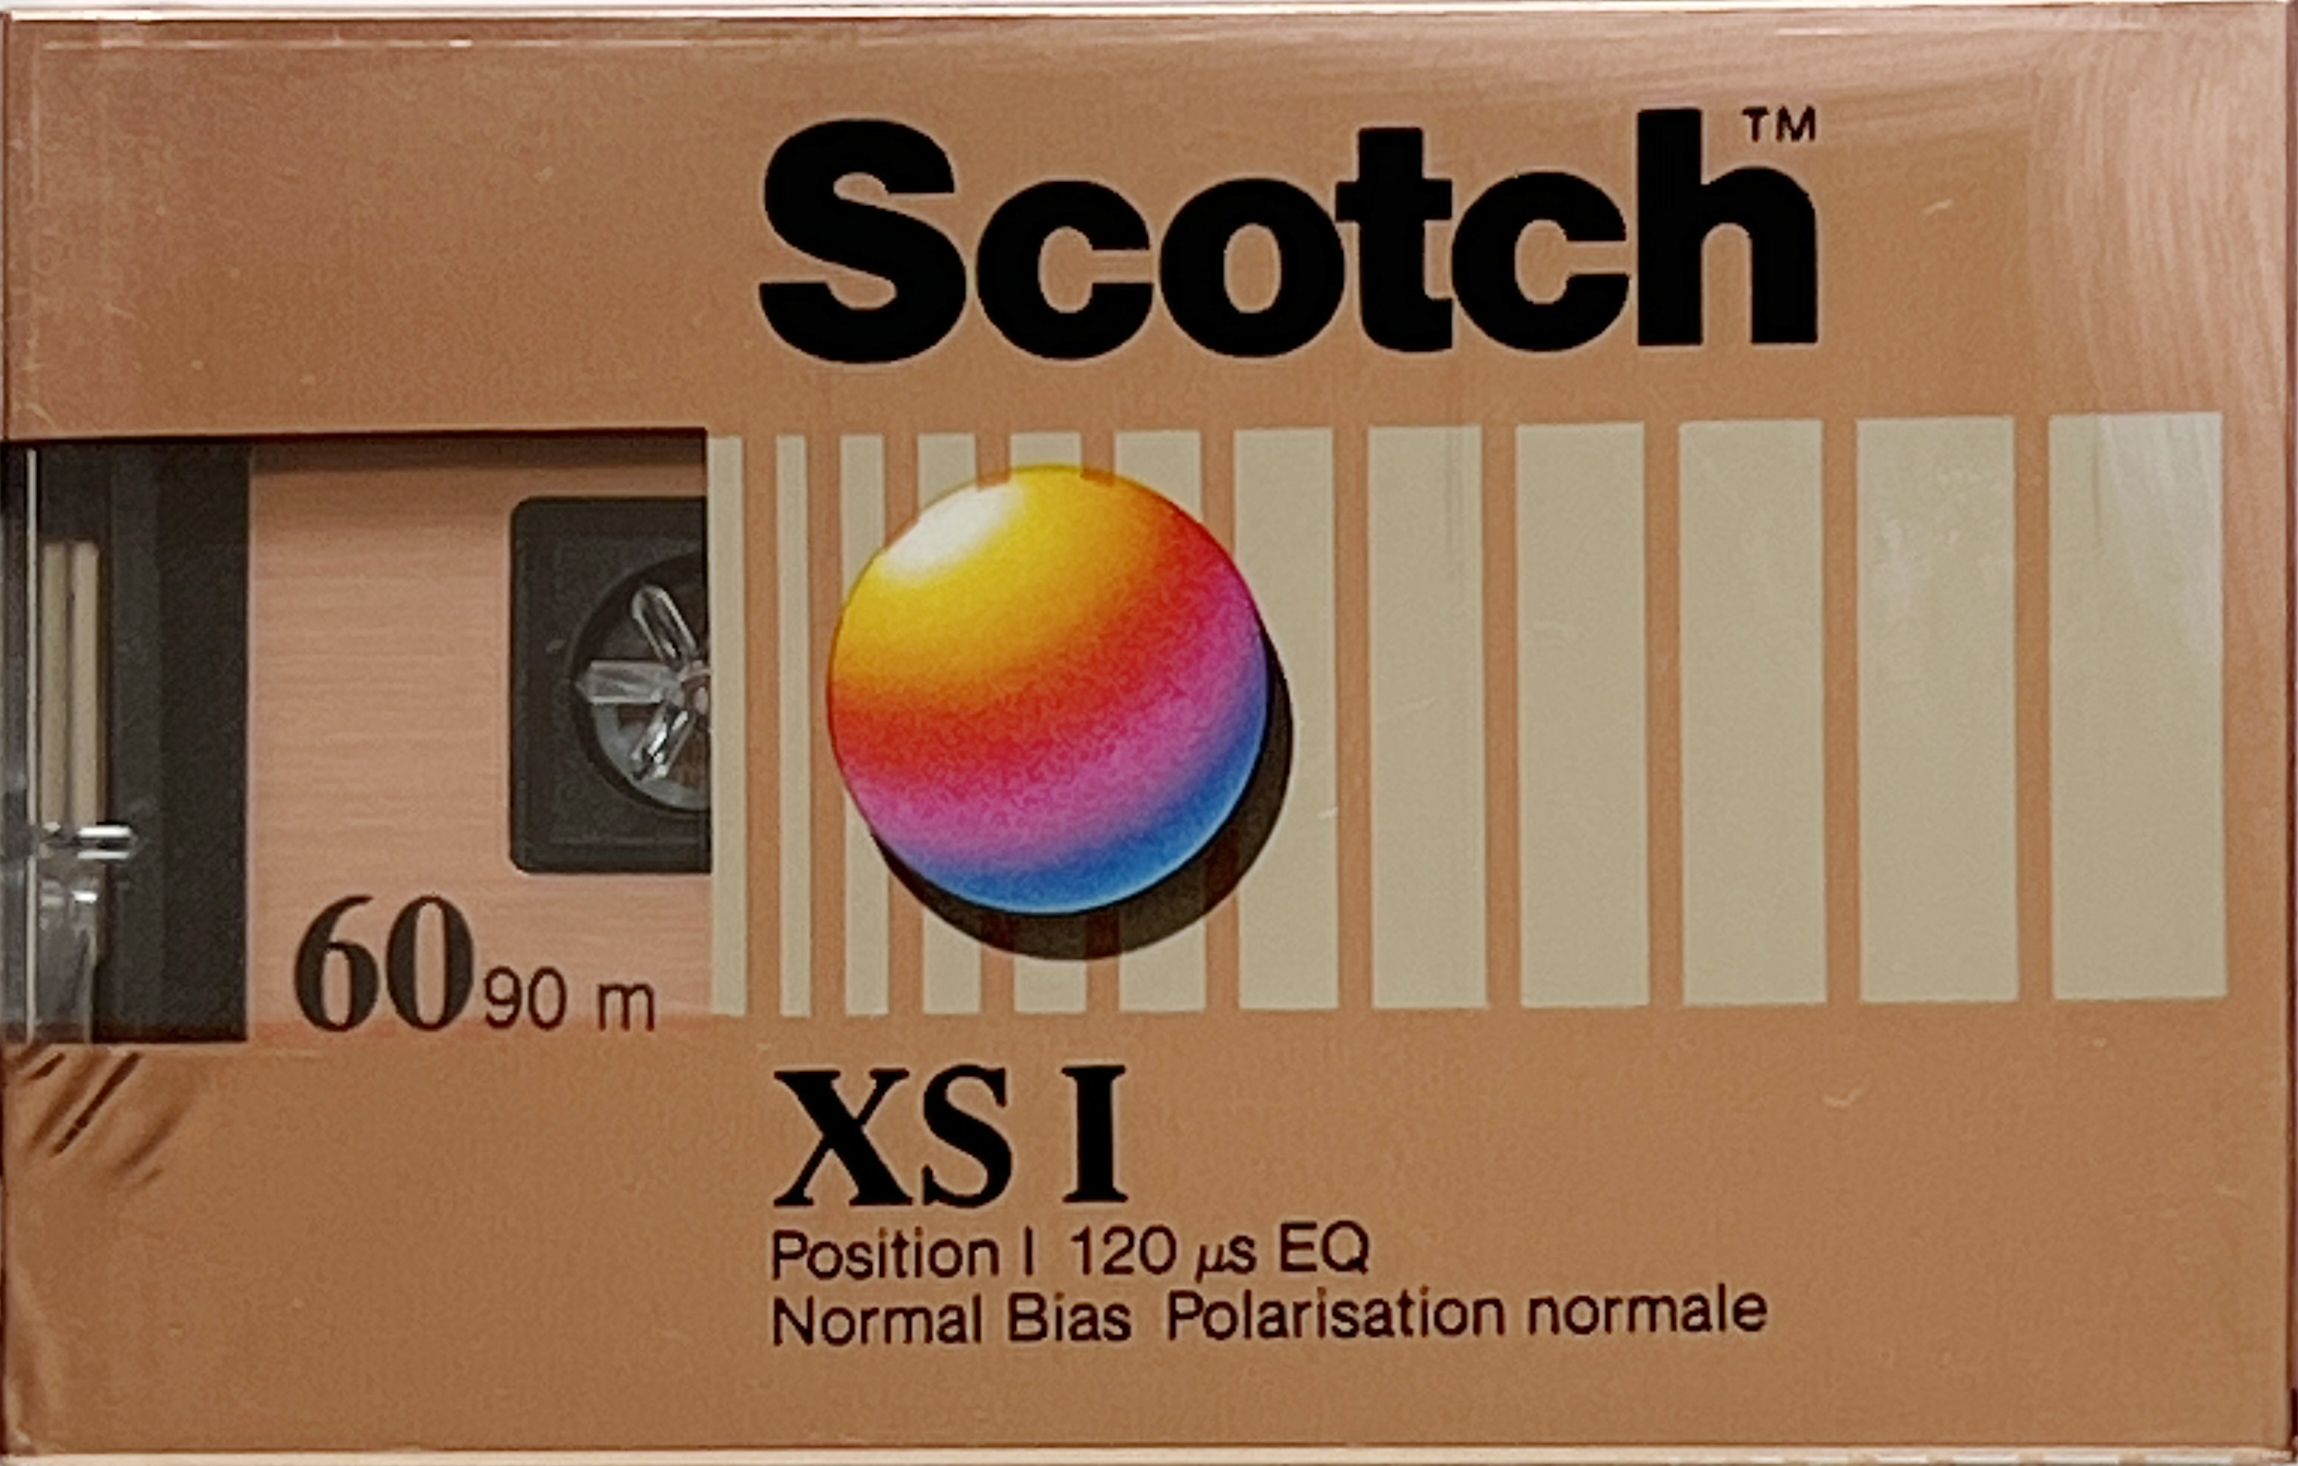 Scotch™
60 90 m
XS I
Position I 120 µs EQ
Normal Bias Polarisation normale